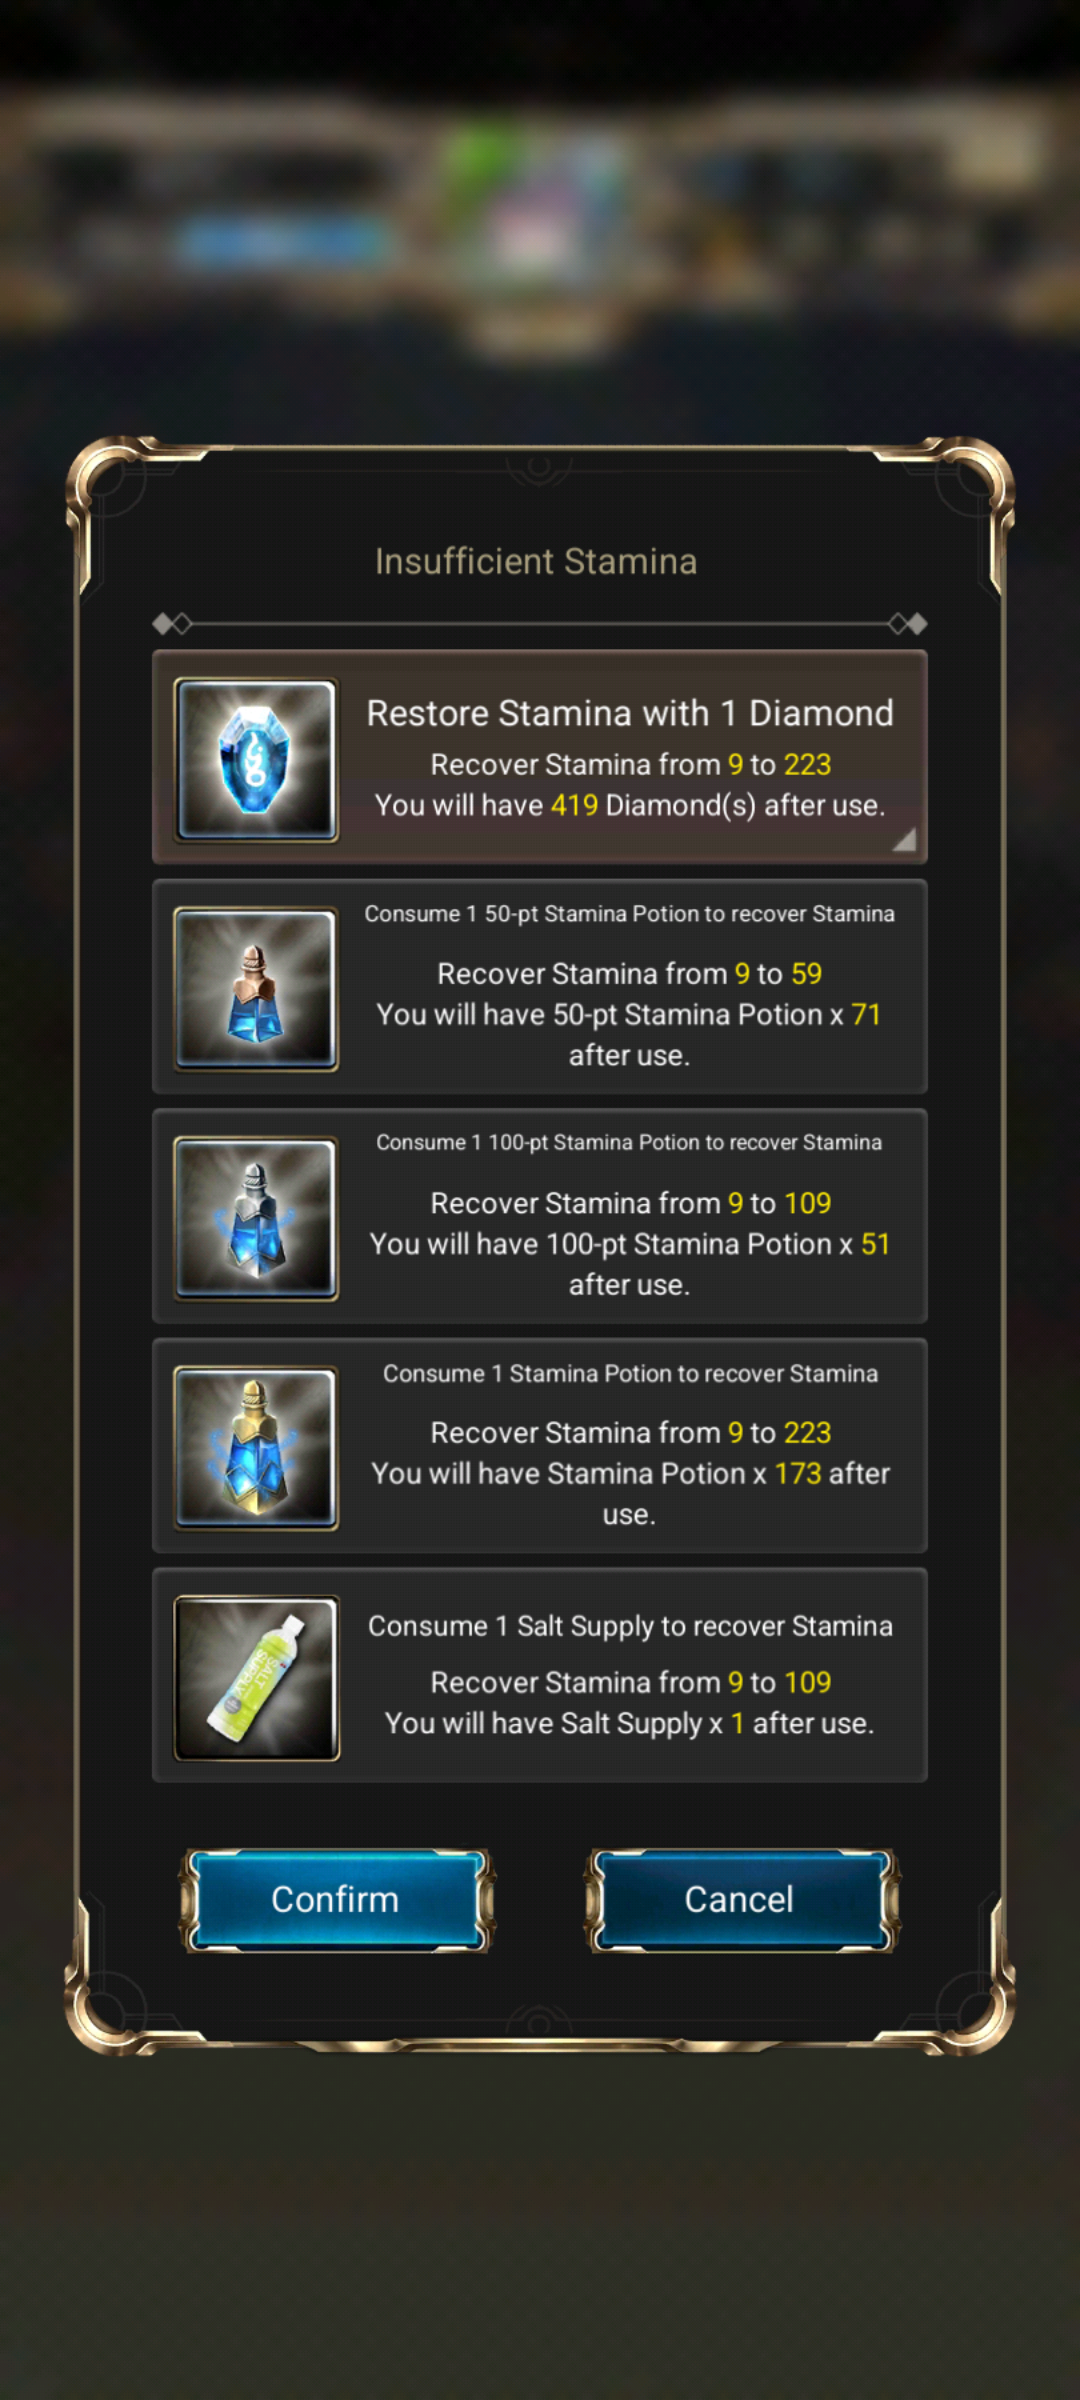 Insufficient Stamina
Restore Stamina with 1 Diamond
Recover Stamina from 9 to 223
You will have 419 Diamond(s) after use.
Consume 1 50-pt Stamina Potion to recover Stamina
Recover Stamina from 9 to 59
You will have 50-pt Stamina Potion x 71
after use.
Consume 1 100-pt Stamina Potion to recover Stamina
Recover Stamina from 9 to 109
You will have 100-pt Stamina Potion x 51
after use.
Consume 1 Stamina Potion to recover Stamina
Recover Stamina from 9 to 223
You will have Stamina Potion x 173 after
use.
SALT
SUPPLY
Consume 1 Salt Supply to recover Stamina
Recover Stamina from 9 to 109
You will have Salt Supply x 1 after use.
Confirm
Cancel